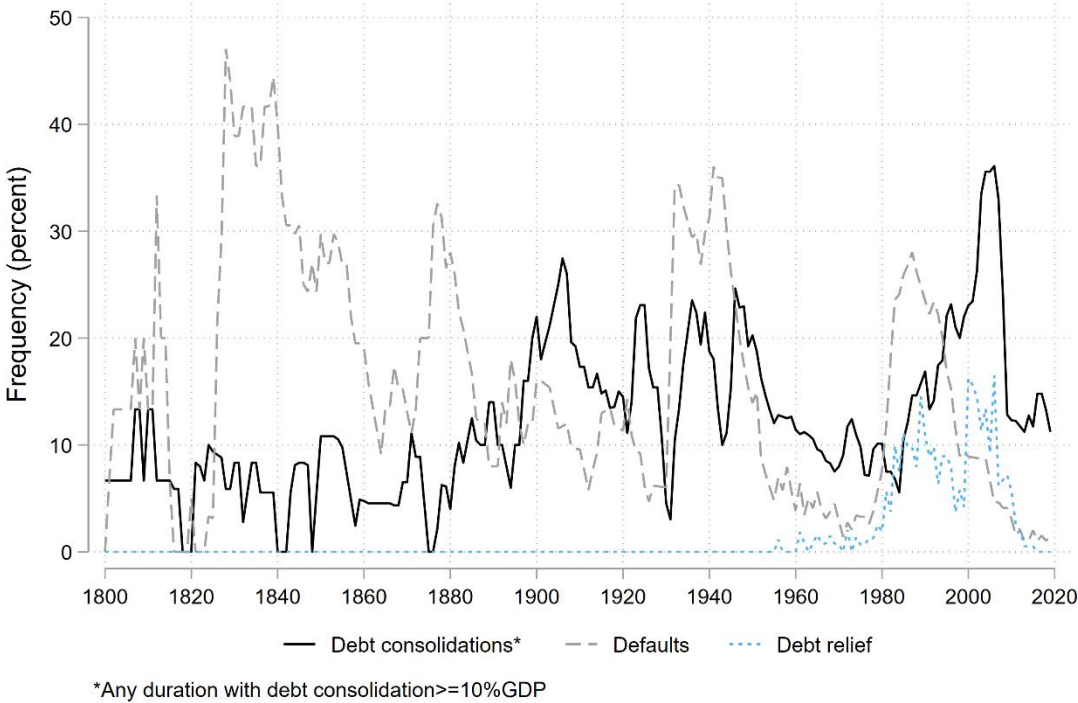 Frequency (percent)
50
40
30
20
10
0
1800 1820 1840 1860 1880 1900 1920 1940 1960 1980 2000 2020
Debt consolidations* Defaults Debt relief
*Any duration with debt consolidation>=10%GDP